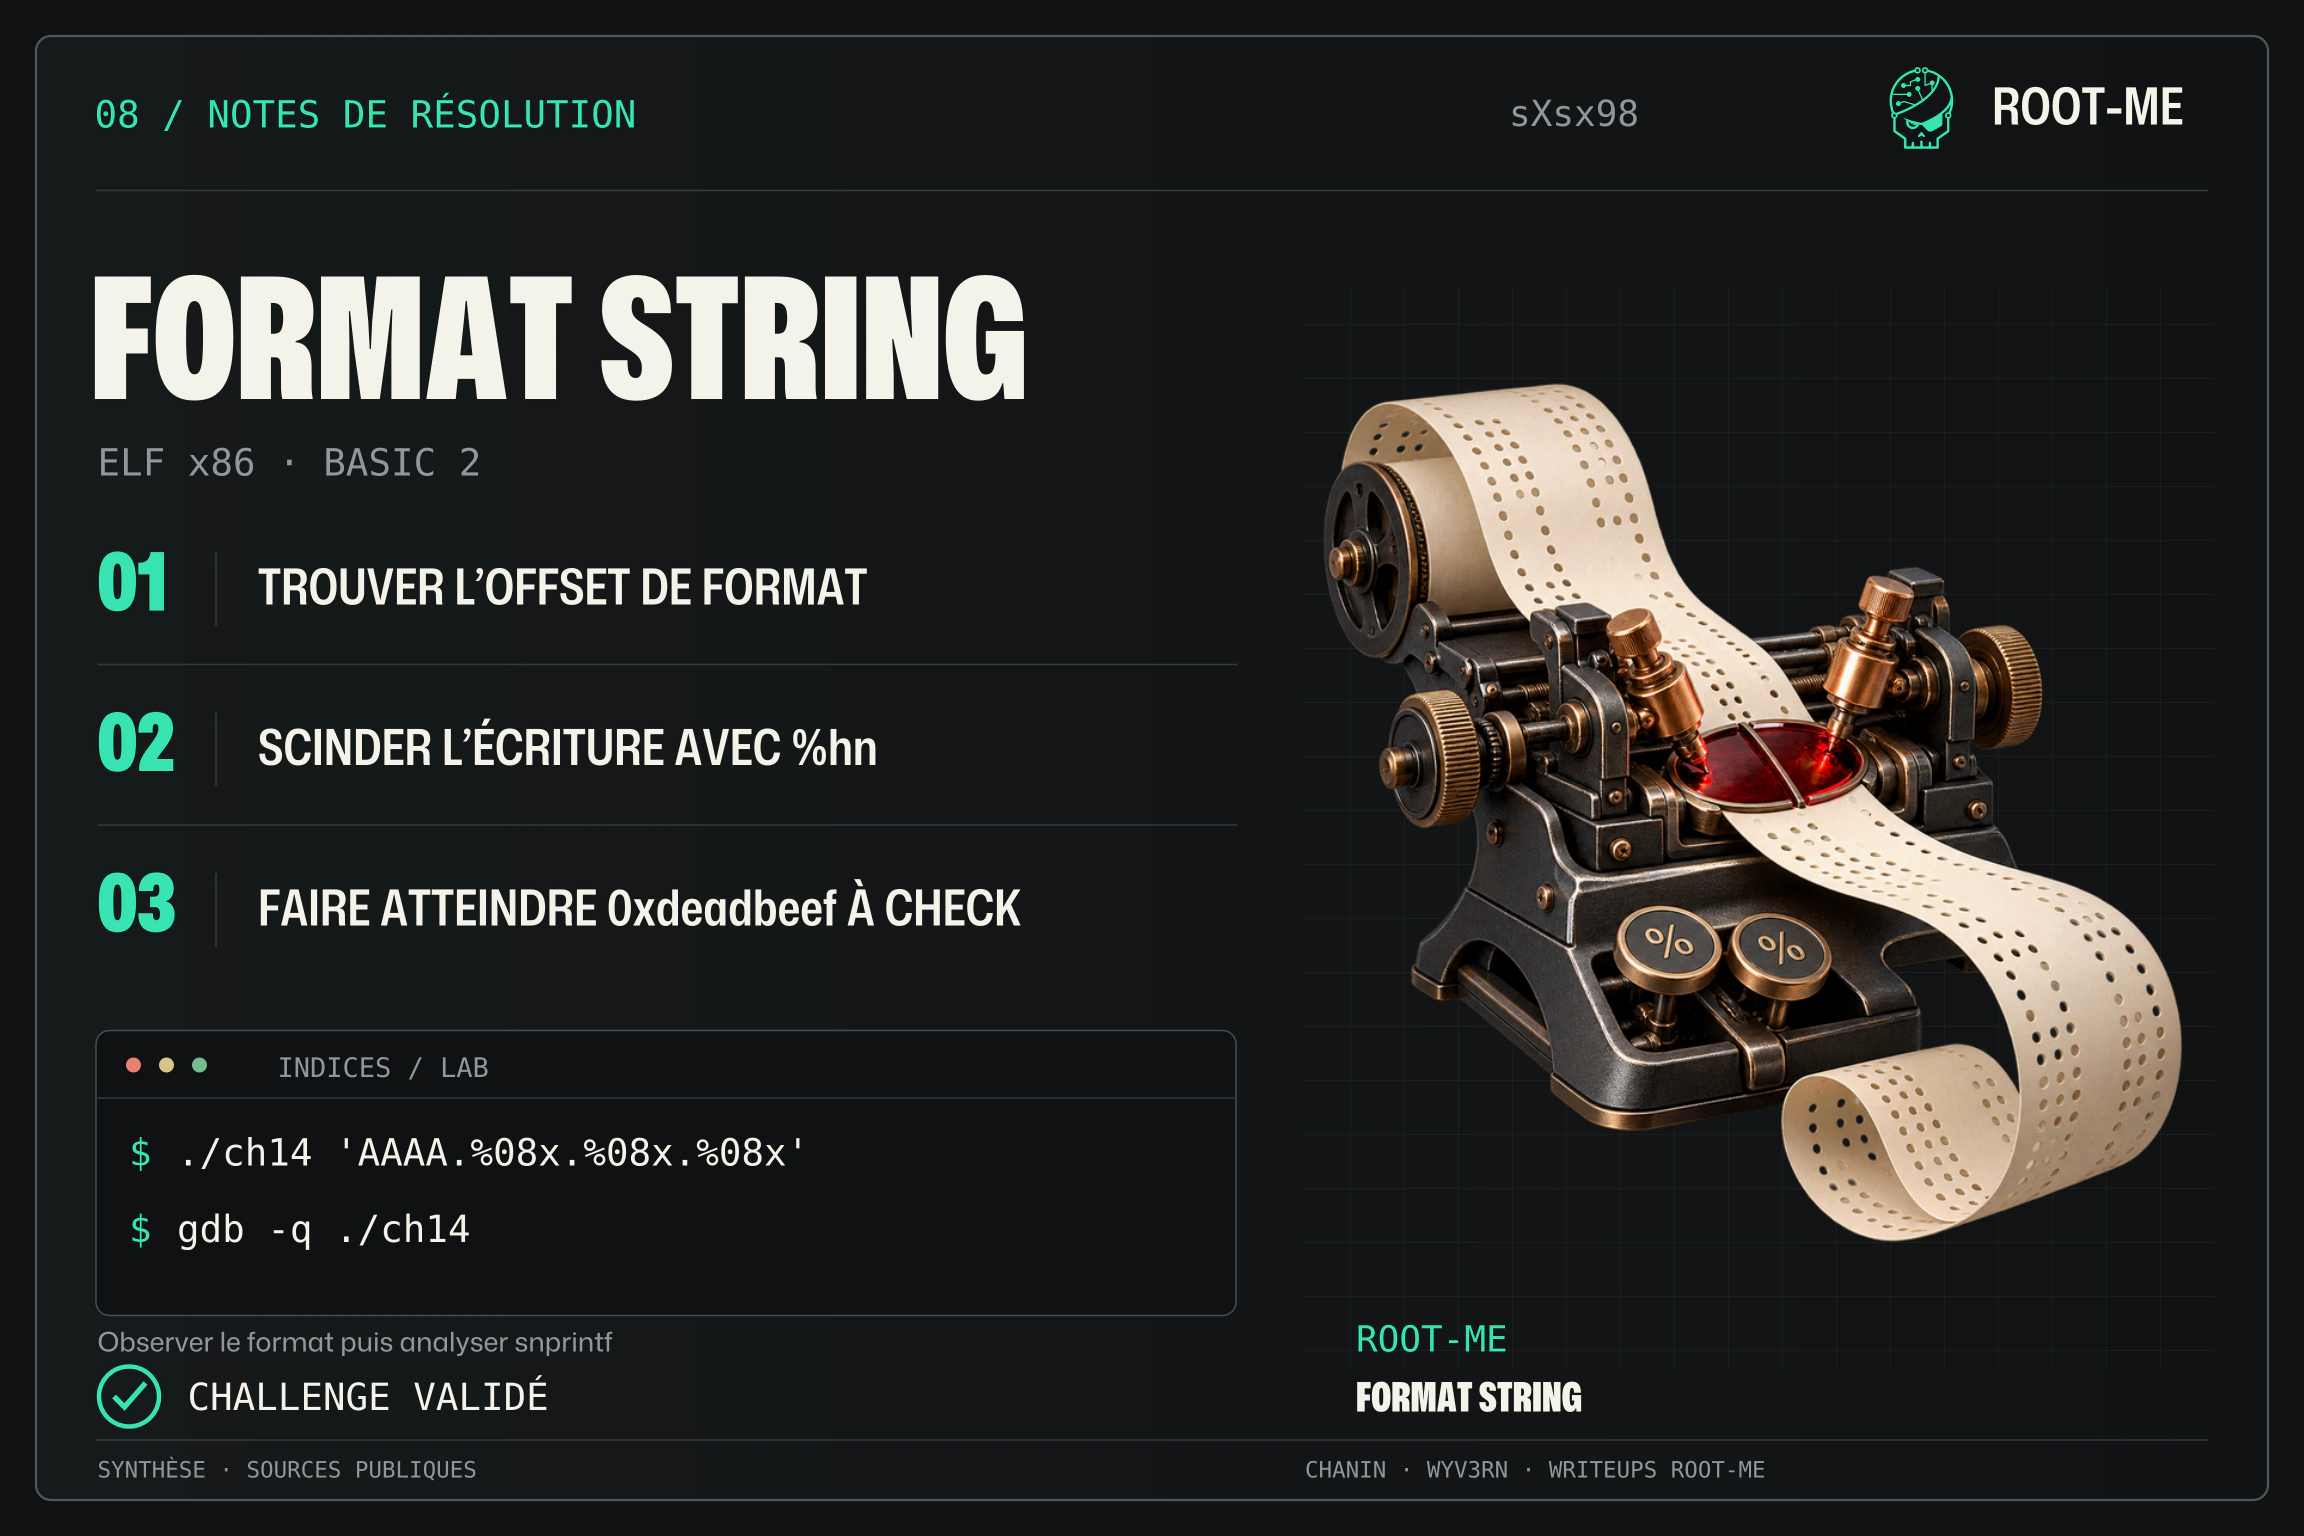 08 / NOTES DE RÉSOLUTION
sXsx98
ROOT-ME
FORMAT STRING
ELF x86 · BASIC 2
01 TROUVER L’OFFSET DE FORMAT
02 SCINDER L’ÉCRITURE AVEC %hn
03 FAIRE ATTEINDRE 0xdeadbeef À CHECK
INDICES / LAB
$ ./ch14 'AAAA.%08x.%08x.%08x'
$ gdb -q ./ch14
Observer le format puis analyser snprintf
CHALLENGE VALIDÉ
% %
ROOT-ME
FORMAT STRING
SYNTHÈSE · SOURCES PUBLIQUES
CHANIN · WYV3RN · WRITEUPS ROOT-ME